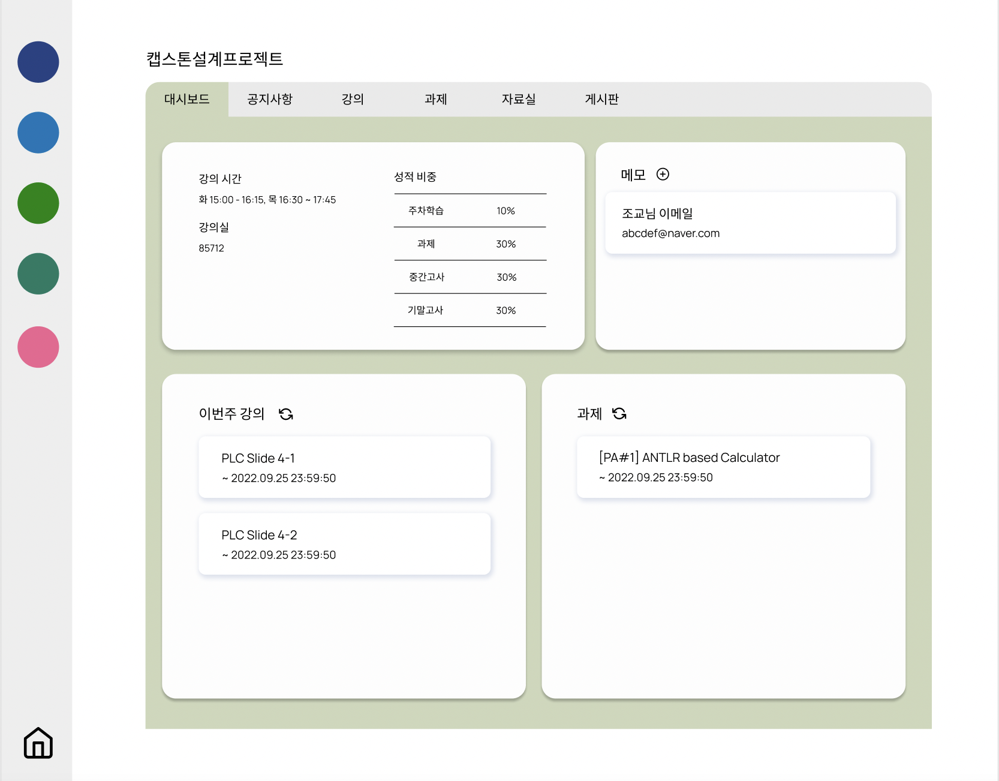 캡스톤설계프로젝트
대시보드 공지사항 강의 과제 자료실 게시판
강의 시간
화 15:00 - 16:15, 목 16:30 ~ 17:45
강의실
85712
성적 비중
주차학습 10%
과제 30%
중간고사 30%
기말고사 30%
메모
조교님 이메일
abcdef@naver.com
이번주 강의
PLC Slide 4-1
~ 2022.09.25 23:59:50
PLC Slide 4-2
~ 2022.09.25 23:59:50
과제
[PA#1] ANTLR based Calculator
~ 2022.09.25 23:59:50